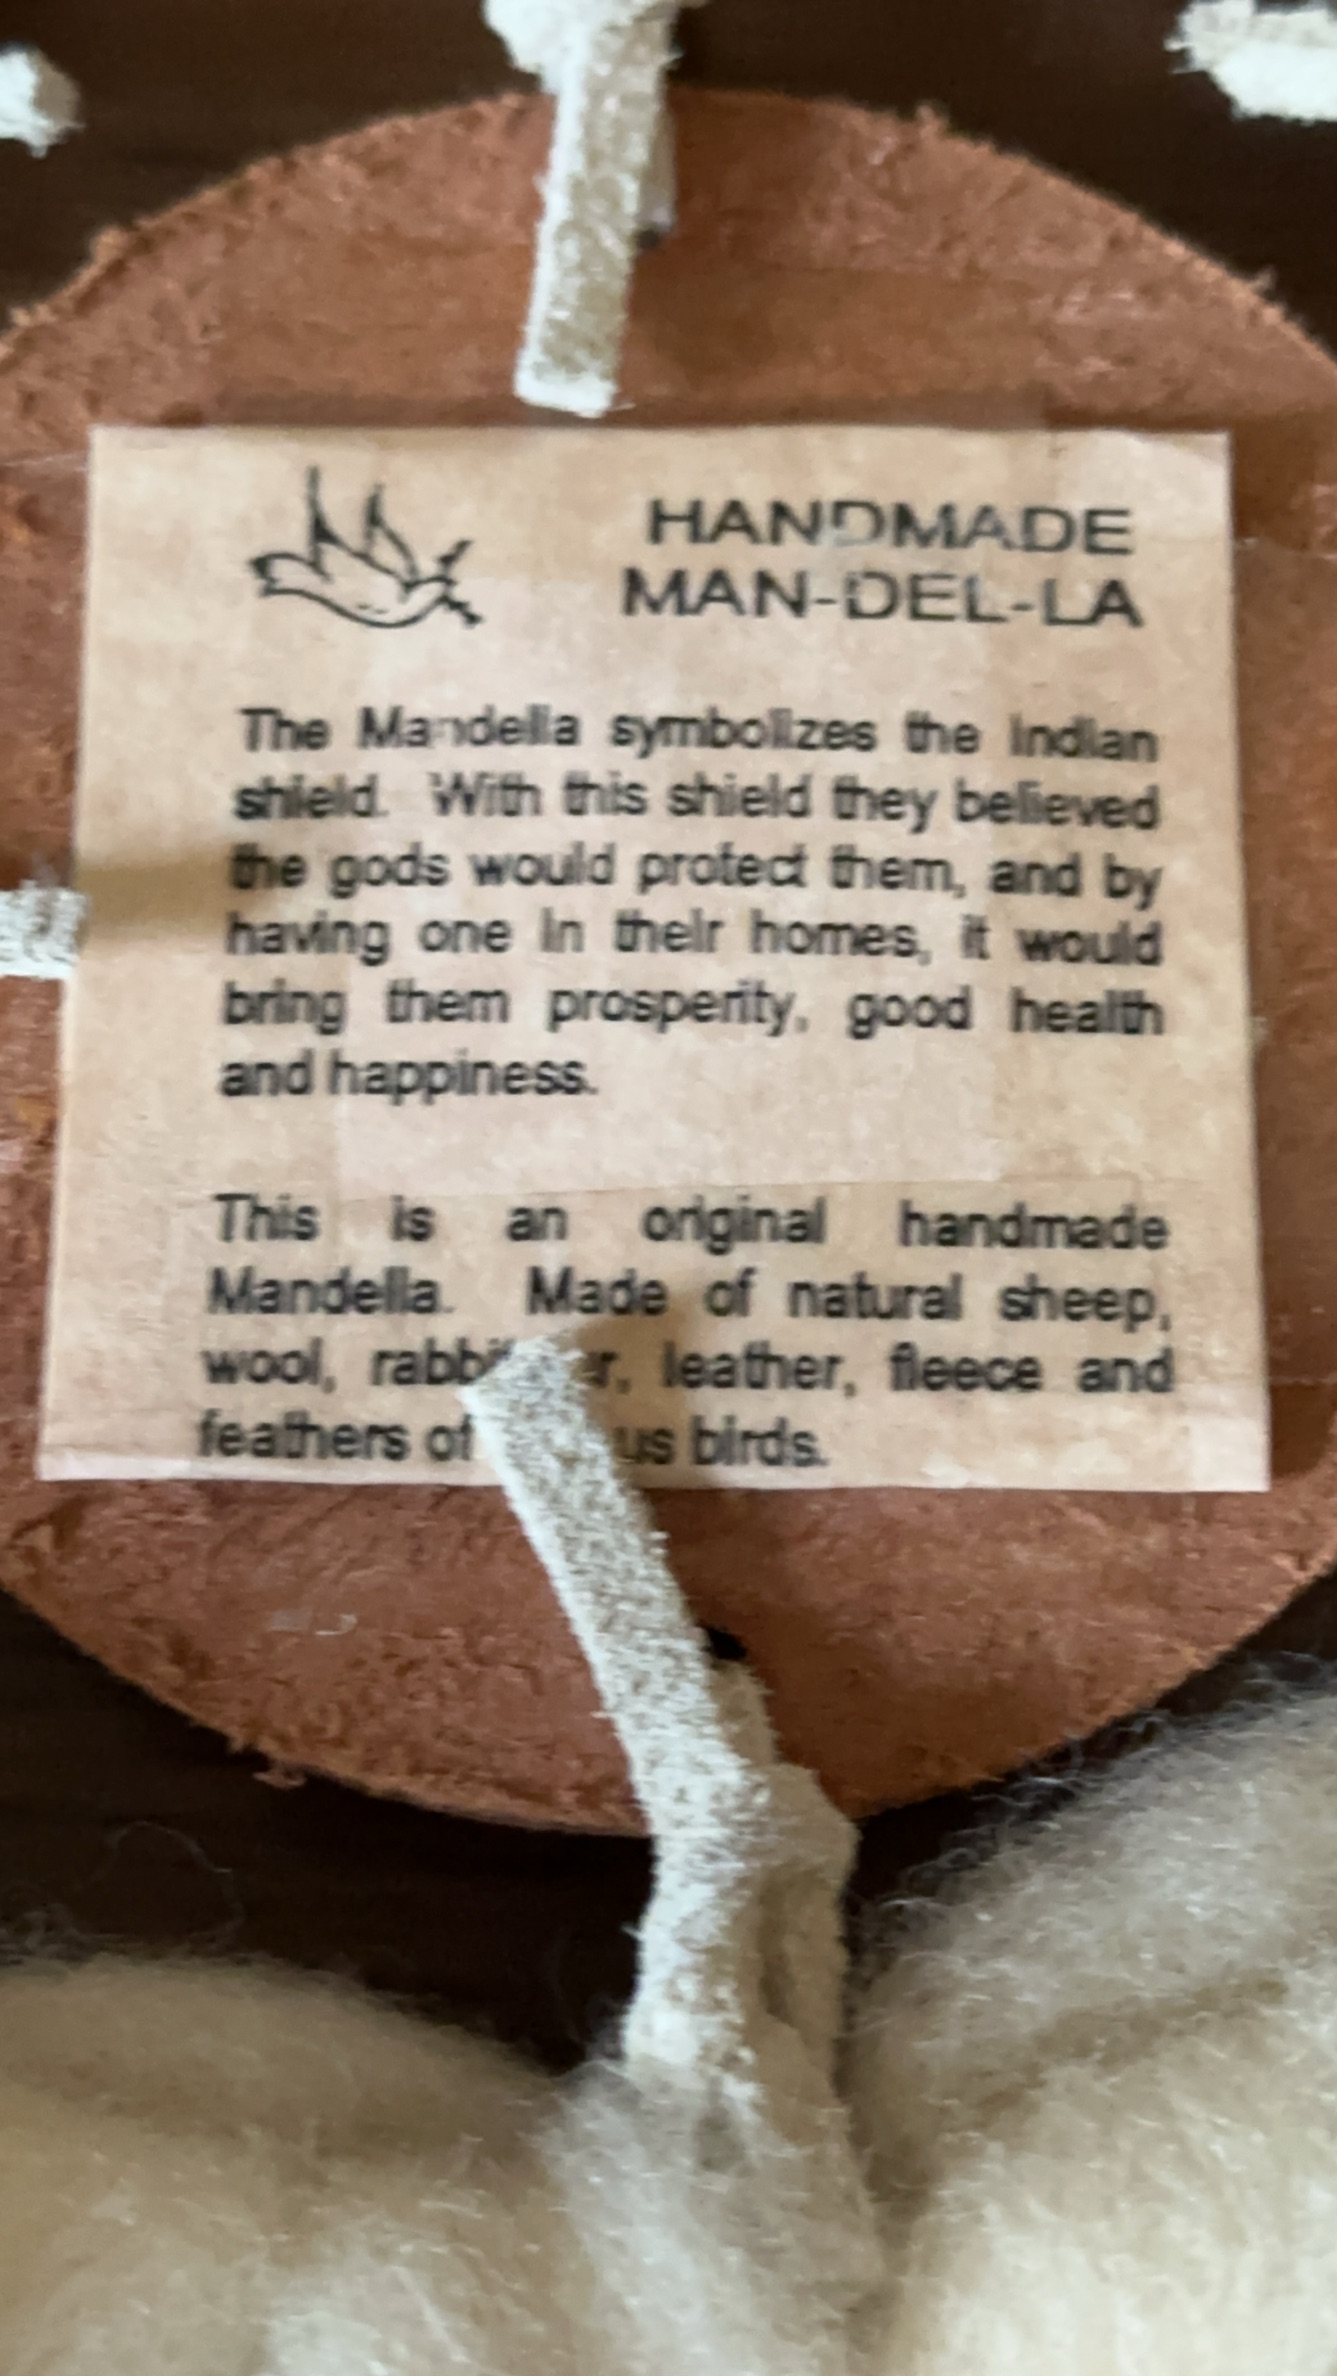 HANDMADE
MAN-DEL-LA
The Mandella symbolizes the Indian
shield. With this shield they believed
the gods would protect them, and by
having one in their homes, it would
bring them prosperity, good health
and happiness.
This is an original handmade
Mandella. Made of natural sheep,
wool, leather, fleece and
feathers of birds.